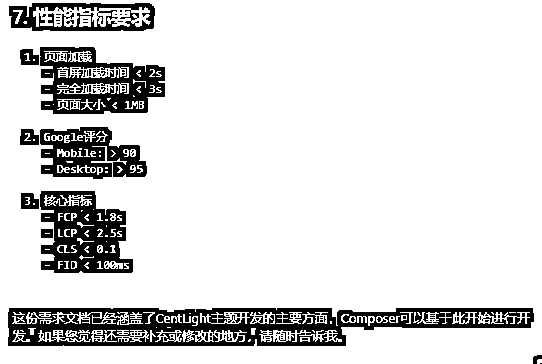 7. 性能指标要求
1. 页面加载
- 首屏加载时间 < 2s
- 完全加载时间 < 3s
- 页面大小 < 1MB
2. Google评分
- Mobile: > 90
- Desktop: > 95
3. 核心指标
- FCP < 1.8s
- LCP < 2.5s
- CLS < 0.1
- FID < 100ms
这份需求文档已经涵盖了CentLight主题开发的主要方面，Composer可以基于此开始进行开
发。如果您觉得还需要补充或修改的地方，请随时告诉我。